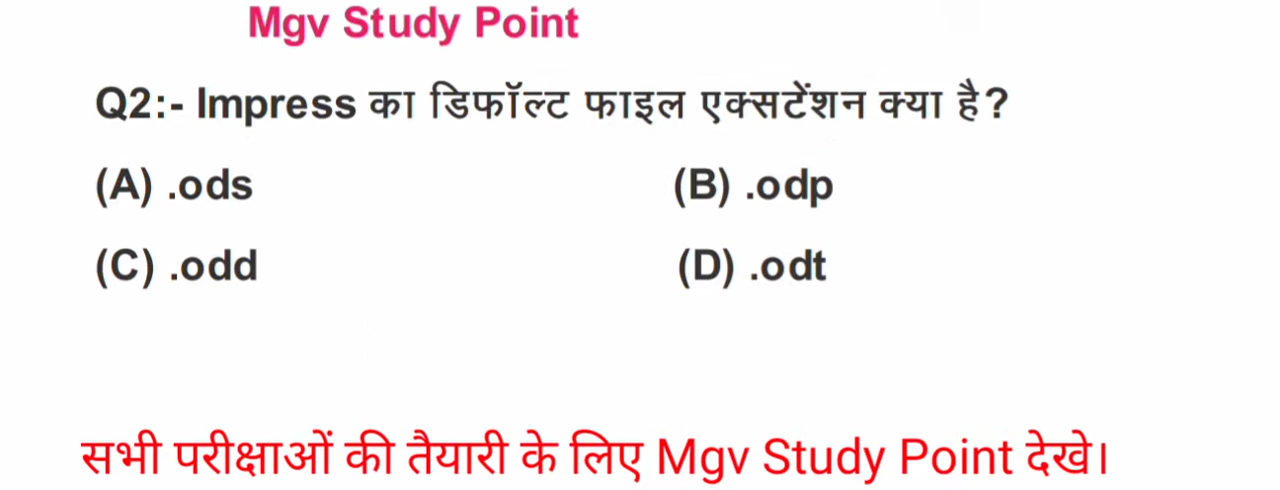 Mgv Study Point
Q2:- Impress का डिफॉल्ट फाइल एक्सटेंशन क्या है?
(A) .ods (B) .odp
(C) .odd (D) .odt
सभी परीक्षाओं की तैयारी के लिए Mgv Study Point देखे।